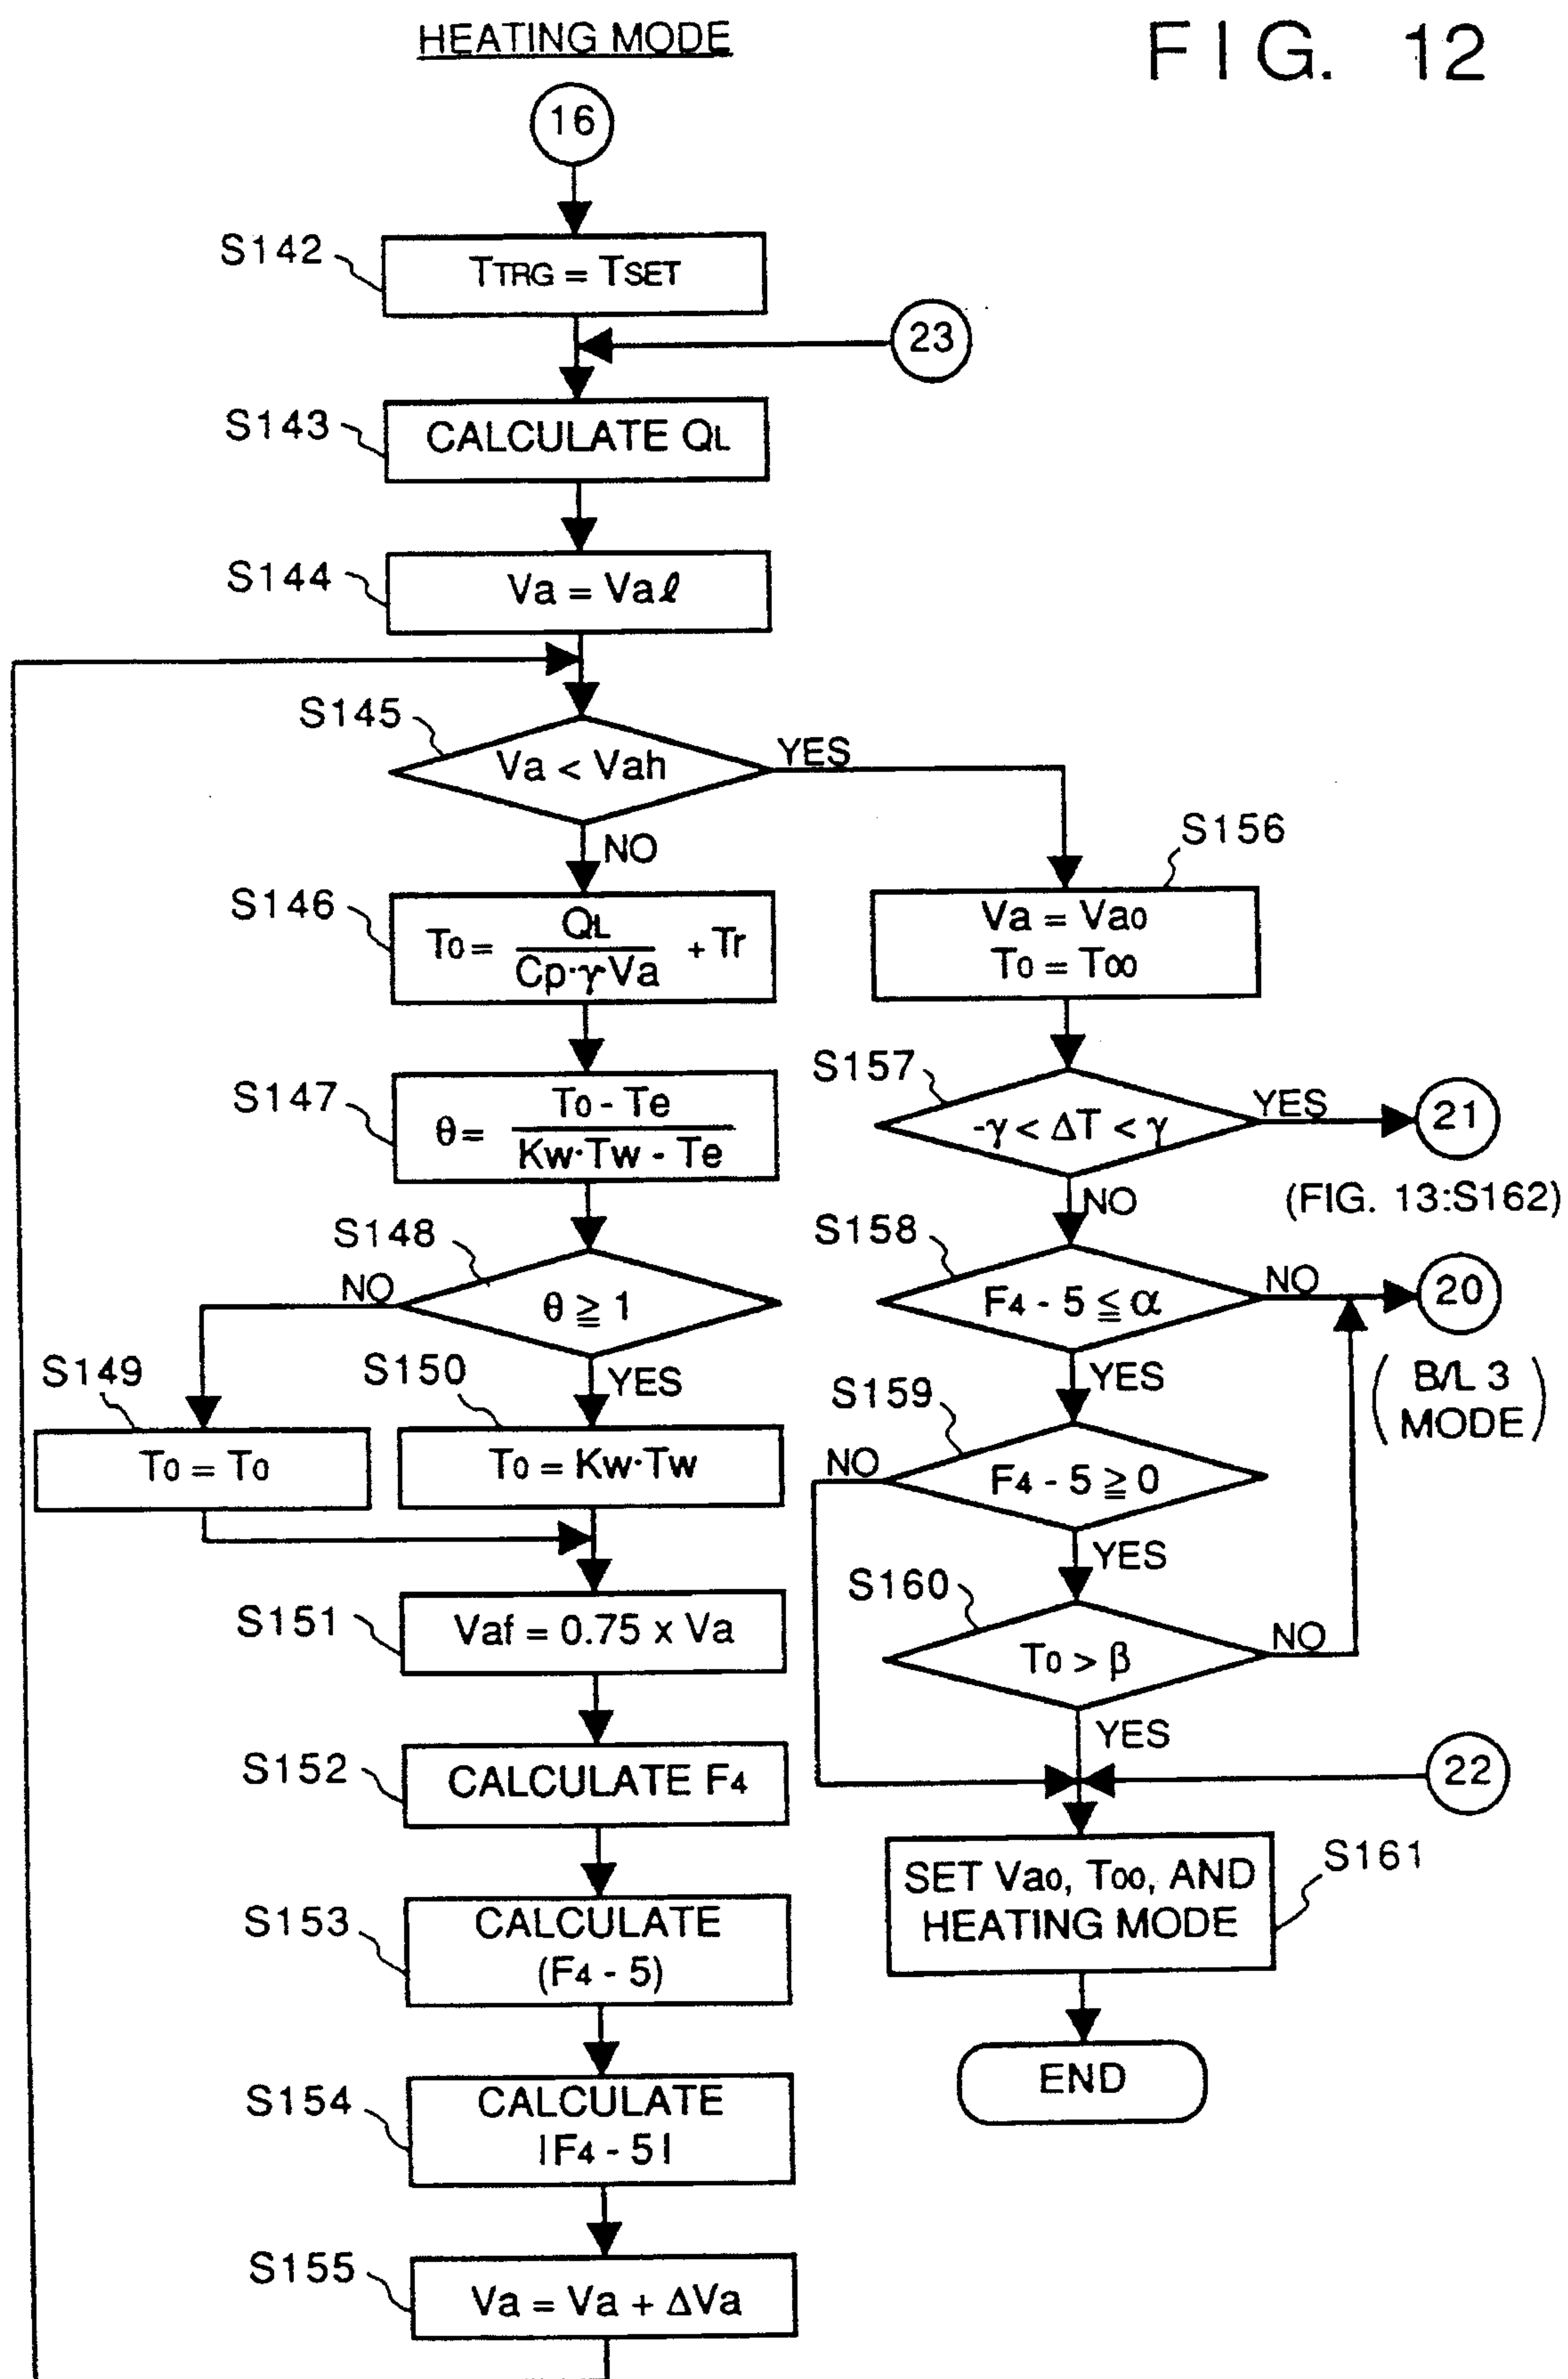 HEATING MODE
FIG. 12
16
S142
TTRG = TSET
23
S143
CALCULATE QL
S144
Va = Vaℓ
S145
Va < Vah
YES
NO
S146
T0 = QL / Cp·γVa + Tr
S147
θ = T0 - Te / Kw·Tw - Te
S148
θ ≧ 1
NO
YES
S149
T0 = T0
S150
T0 = Kw·Tw
S151
Vaf = 0.75 x Va
S152
CALCULATE F4
S153
CALCULATE
(F4 - 5)
S154
CALCULATE
|F4 - 5|
S155
Va = Va + ΔVa
S156
Va = Va0
T0 = T00
S157
-γ < ΔT < γ
YES
21
(FIG. 13:S162)
NO
S158
F4 - 5 ≦ α
NO
20
(B/L 3
MODE)
YES
S159
NO
F4 - 5 ≧ 0
YES
S160
T0 > β
NO
YES
22
S161
SET Va0, T00, AND
HEATING MODE
END